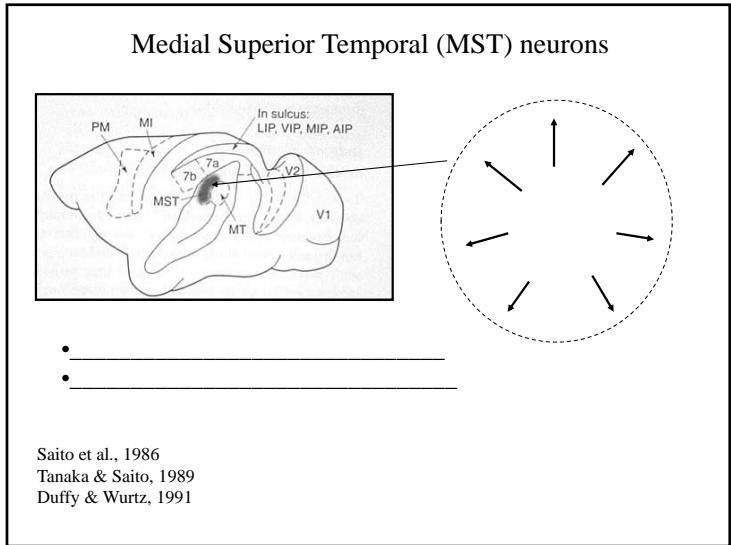 Medial Superior Temporal (MST) neurons
In sulcus:
LIP, VIP, MIP, AIP
PM
MI
7a
7b
V2
MST
MT
V1
•
•
Saito et al., 1986
Tanaka & Saito, 1989
Duffy & Wurtz, 1991